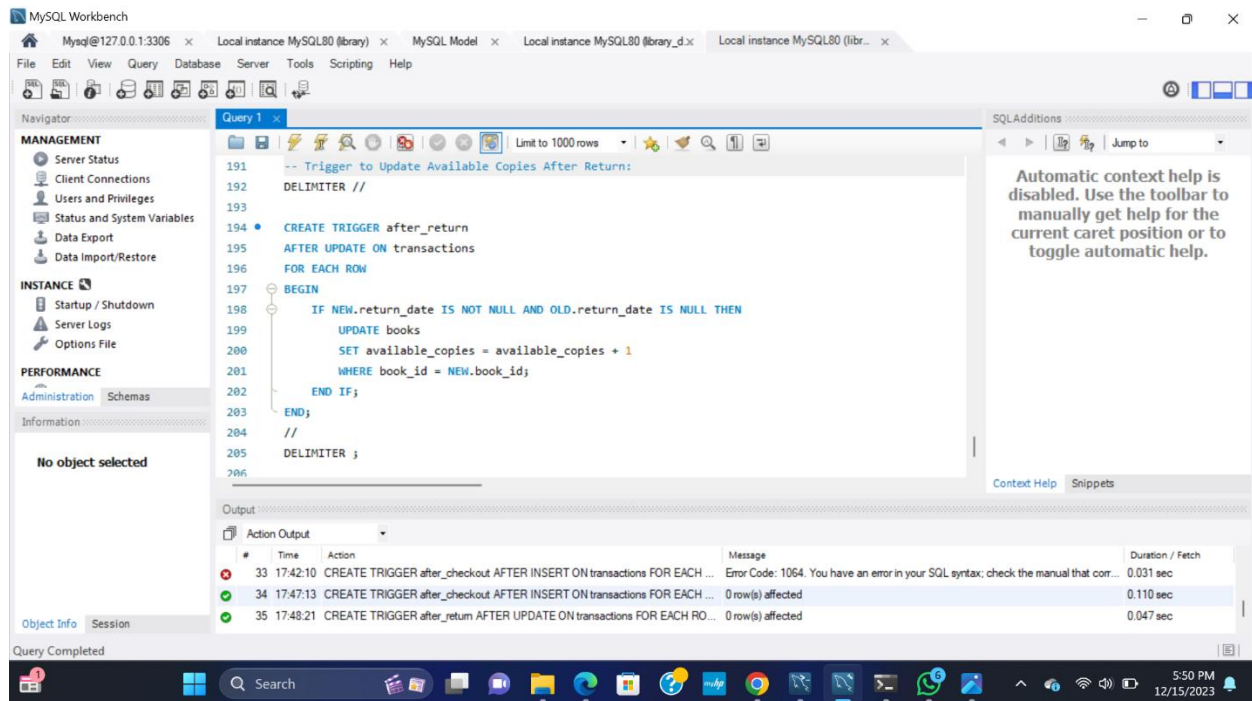 MySQL Workbench
Mysql@127.0.0.1:3306 × Local instance MySQL80 (library) × MySQL Model × Local instance MySQL80 (library_d.× Local instance MySQL80 (libr... ×
File Edit View Query Database Server Tools Scripting Help
Navigator
MANAGEMENT
Server Status
Client Connections
Users and Privileges
Status and System Variables
Data Export
Data Import/Restore
INSTANCE
Startup / Shutdown
Server Logs
Options File
PERFORMANCE
Administration Schemas
Information
No object selected
Object Info Session
Query 1 ×
Limit to 1000 rows
191 -- Trigger to Update Available Copies After Return:
192 DELIMITER //
193
194 CREATE TRIGGER after_return
195 AFTER UPDATE ON transactions
196 FOR EACH ROW
197 BEGIN
198 IF NEW.return_date IS NOT NULL AND OLD.return_date IS NULL THEN
199 UPDATE books
200 SET available_copies = available_copies + 1
201 WHERE book_id = NEW.book_id;
202 END IF;
203 END;
204 //
205 DELIMITER ;
206
SQLAdditions
Jump to
Automatic context help is
disabled. Use the toolbar to
manually get help for the
current caret position or to
toggle automatic help.
Context Help Snippets
Output
Action Output
# Time Action Message Duration / Fetch
33 17:42:10 CREATE TRIGGER after_checkout AFTER INSERT ON transactions FOR EACH ... Error Code: 1064. You have an error in your SQL syntax; check the manual that corr... 0.031 sec
34 17:47:13 CREATE TRIGGER after_checkout AFTER INSERT ON transactions FOR EACH ... 0 row(s) affected 0.110 sec
35 17:48:21 CREATE TRIGGER after_return AFTER UPDATE ON transactions FOR EACH RO... 0 row(s) affected 0.047 sec
Query Completed
1
Search
6
5:50 PM
12/15/2023